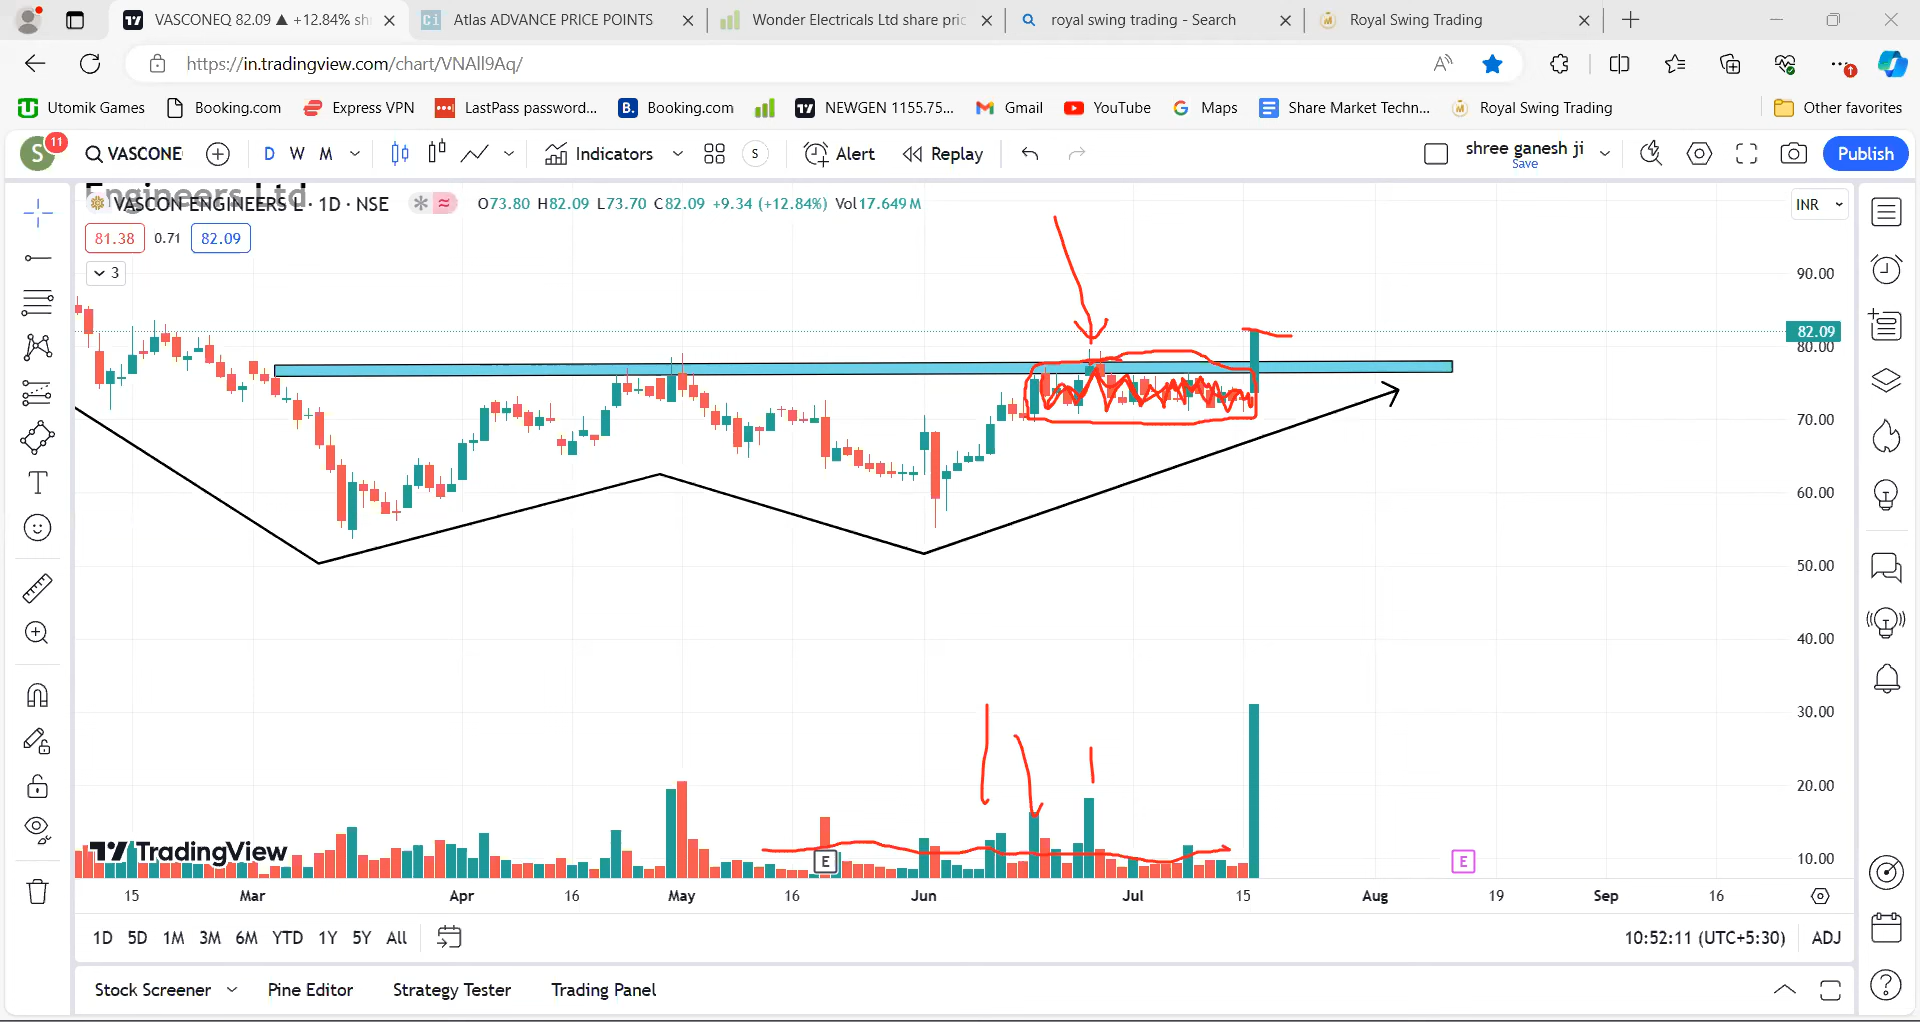 VASCONEQ 82.09 ▲ +12.84% sh
Atlas ADVANCE PRICE POINTS
Wonder Electricals Ltd share pric
royal swing trading - Search
Royal Swing Trading
https://in.tradingview.com/chart/VNAll9Aq/
Utomik Games
Booking.com
Express VPN
LastPass password...
B. Booking.com
NEWGEN 1155.75...
Gmail
YouTube
Maps
Share Market Techn...
Royal Swing Trading
Other favorites
S 11
VASCONE
D W M
Indicators
S
Alert
Replay
shree ganesh ji
Save
Publish
Engineers Ltd
VASCON ENGINEERS L · 1D · NSE
O73.80 H82.09 L73.70 C82.09 +9.34 (+12.84%) Vol17.649 M
INR
81.38 0.71 82.09
3
90.00
82.09
80.00
70.00
60.00
50.00
40.00
30.00
20.00
10.00
TradingView
E
E
15 Mar Apr 16 May 16 Jun Jul 15 Aug 19 Sep 16
1D 5D 1M 3M 6M YTD 1Y 5Y All
10:52:11 (UTC+5:30) ADJ
Stock Screener
Pine Editor
Strategy Tester
Trading Panel